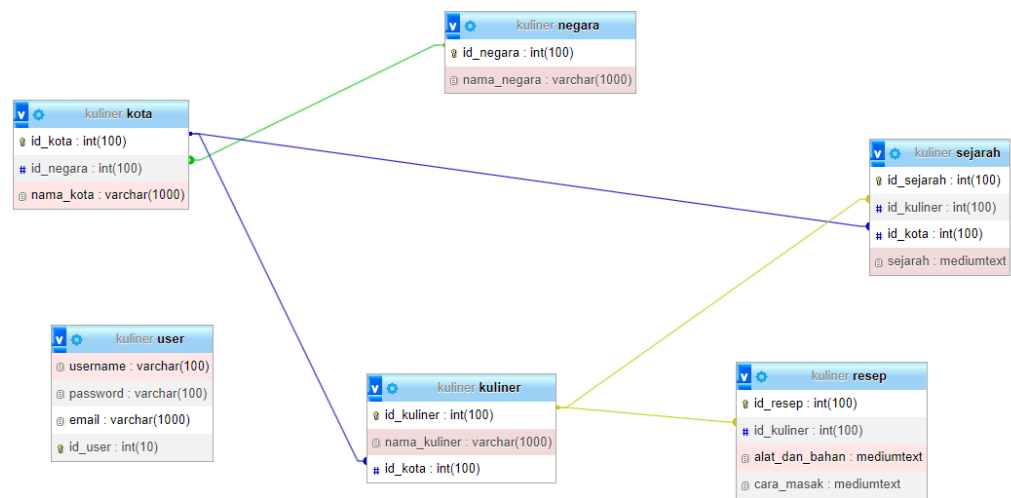 kuliner negara
id_negara : int(100)
nama_negara : varchar(1000)
kuliner kota
id_kota : int(100)
# id_negara : int(100)
nama_kota : varchar(1000)
kuliner sejarah
id_sejarah : int(100)
# id_kuliner : int(100)
# id_kota : int(100)
sejarah : mediumtext
kuliner user
username : varchar(100)
password : varchar(100)
email : varchar(1000)
id_user : int(10)
kuliner kuliner
id_kuliner : int(100)
nama_kuliner : varchar(1000)
# id_kota : int(100)
kuliner resep
id_resep : int(100)
# id_kuliner : int(100)
alat_dan_bahan : mediumtext
cara_masak : mediumtext